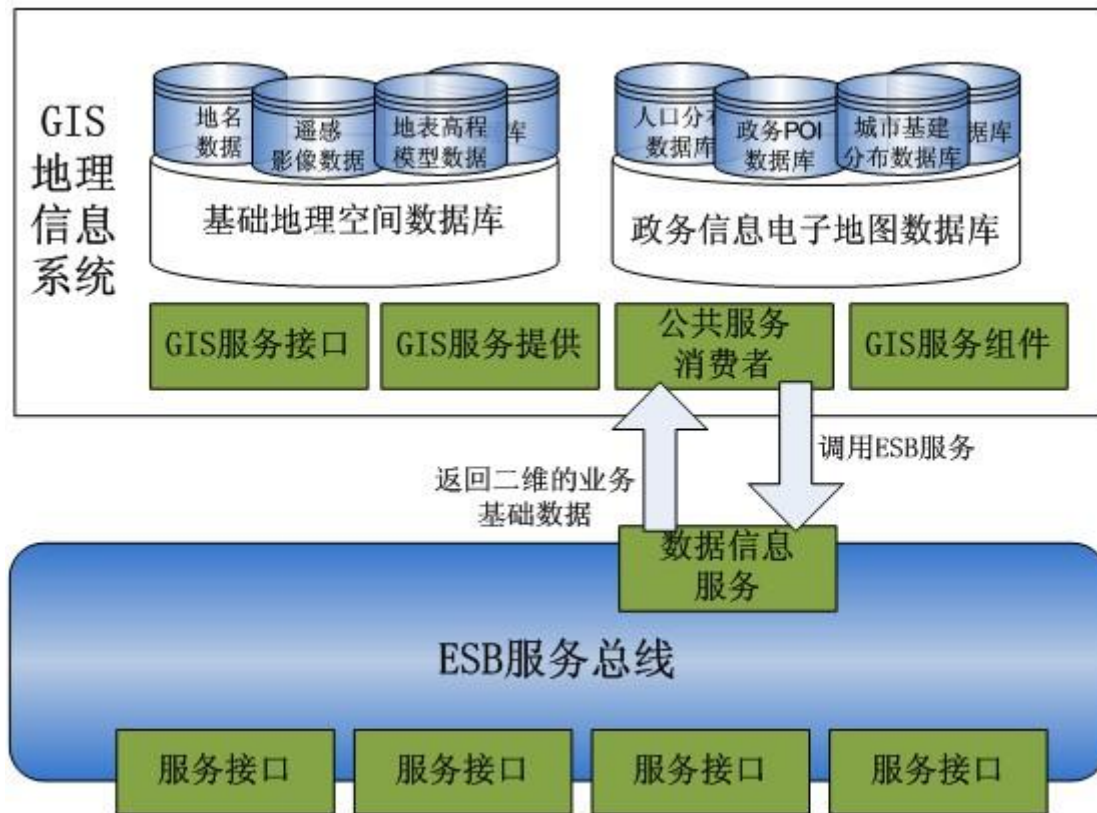 GIS
地理
信息
系统
地名
数据
遥感
影像数据
地表高程
模型数据
库
人口分布
数据库
政务POI
数据库
城市基建
分布数据库
据库
基础地理空间数据库
政务信息电子地图数据库
GIS服务接口
GIS服务提供
公共服务
消费者
GIS服务组件
返回二维的业务
基础数据
调用ESB服务
数据信息
服务
ESB服务总线
服务接口
服务接口
服务接口
服务接口